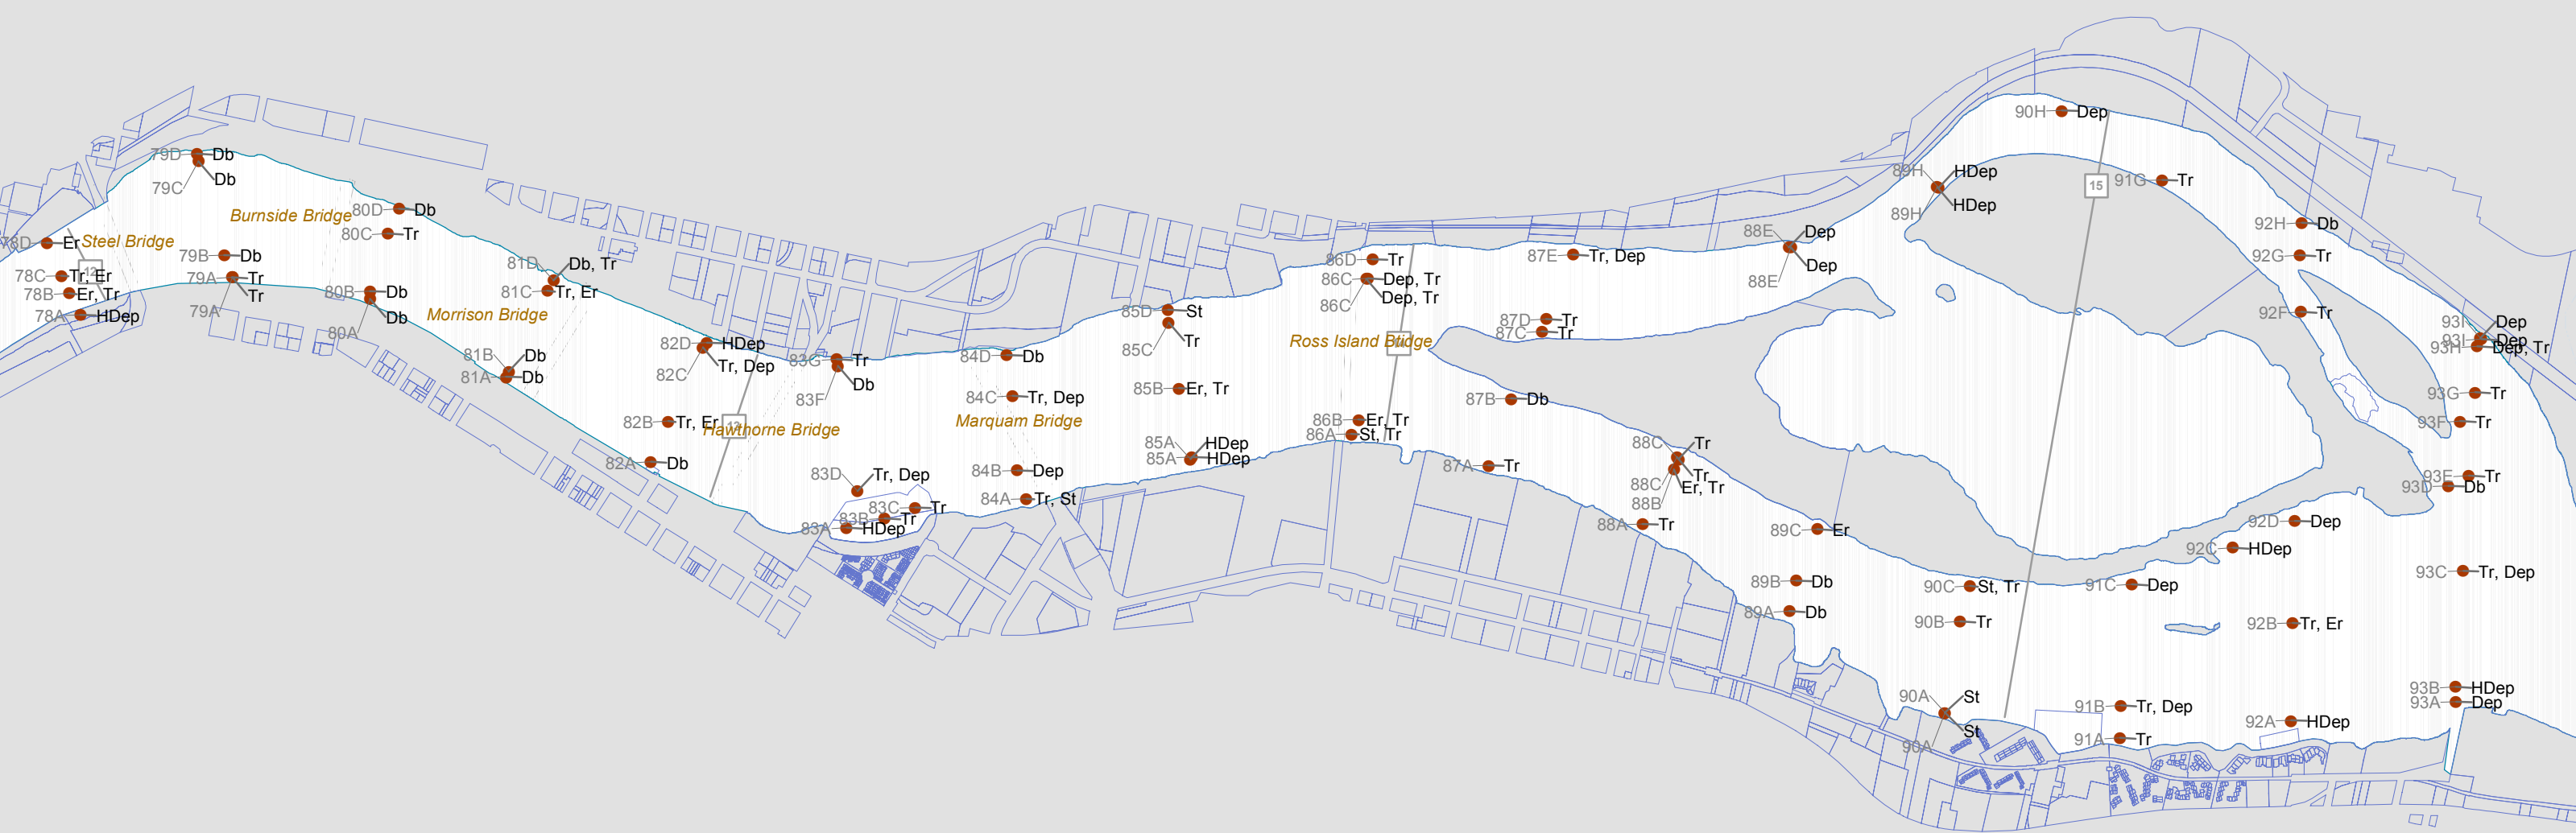 78D Er
Steel Bridge
78C Tr, Er
12
78B Er, Tr
78A HDep
79D Db
Db
79C
Burnside Bridge
79B Db
79A Tr
Tr
79A
80D Db
80C Tr
80B Db
Db
80A
Morrison Bridge
81D Db, Tr
81C Tr, Er
81B Db
81A Db
82D HDep
Tr, Dep
82C
82B Tr, Er
Hawthorne Bridge
82A Db
83G Tr
Db
83F
83D Tr, Dep
83C Tr
83B Tr
83A HDep
84D Db
84C Tr, Dep
Marquam Bridge
84B Dep
84A Tr, St
85D St
Tr
85C
85B Er, Tr
85A HDep
85A HDep
86D Tr
86C Dep, Tr
Dep, Tr
86C
Ross Island Bridge
86B Er, Tr
86A St, Tr
87E Tr, Dep
87D Tr
87C Tr
87B Db
87A Tr
88E Dep
Dep
88E
88C Tr
Tr
88C Er, Tr
88B
88A Tr
89H HDep
HDep
89H
89C Er
89B Db
89A Db
90H Dep
15
90C St, Tr
90B Tr
90A St
St
90A
91G Tr
91C Dep
91B Tr, Dep
91A Tr
92H Db
92G Tr
92F Tr
92D Dep
92C HDep
92B Tr, Er
92A HDep
93I Dep
93I Dep
93H Dep, Tr
93G Tr
93F Tr
93E Tr
93D Db
93C Tr, Dep
93B HDep
93A Dep